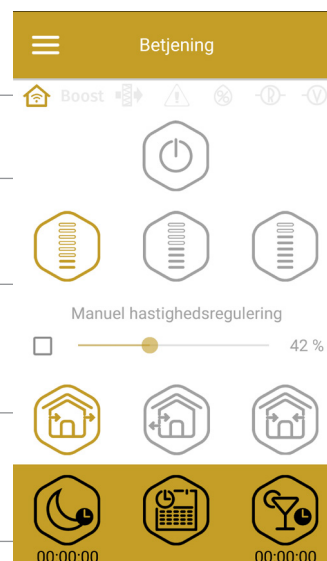 Betjening
Boost R V
Manuel hastighedsregulering
42 %
00:00:00 00:00:00